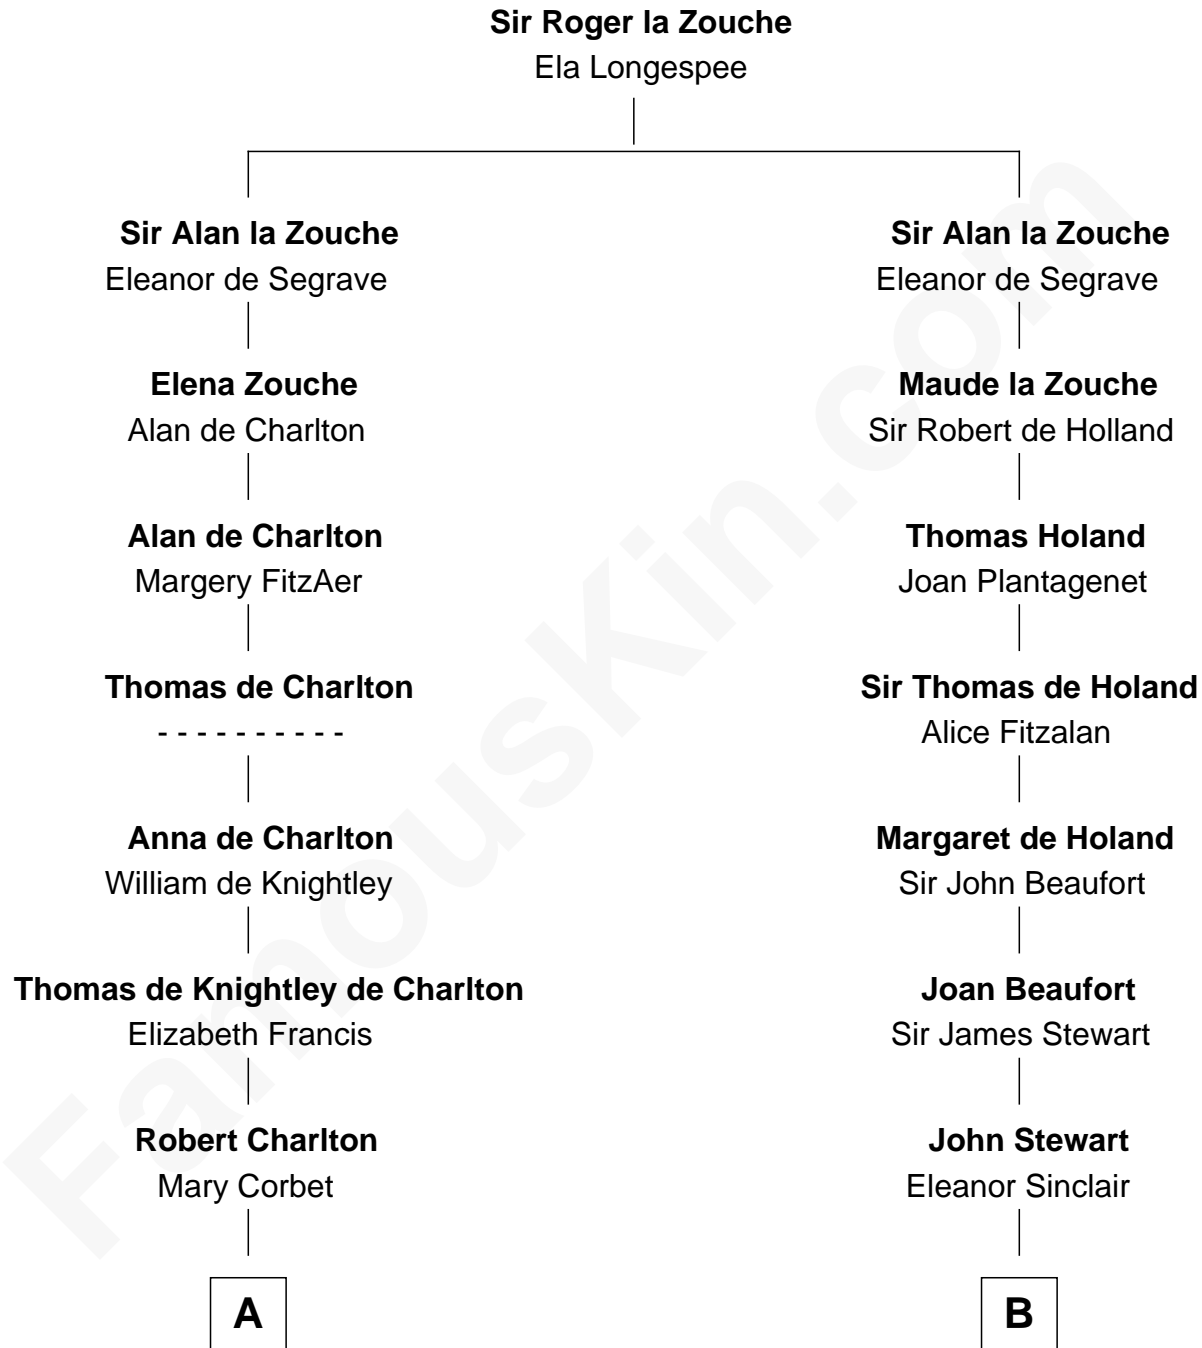 Sir Roger la Zouche
Ela Longespee
Sir Alan la Zouche
Eleanor de Segrave
Elena Zouche
Alan de Charlton
Alan de Charlton
Margery FitzAer
Thomas de Charlton
- - - - - - - - - -
Anna de Charlton
William de Knightley
Thomas de Knightley de Charlton
Elizabeth Francis
Robert Charlton
Mary Corbet
A
Sir Alan la Zouche
Eleanor de Segrave
Maude la Zouche
Sir Robert de Holland
Thomas Holand
Joan Plantagenet
Sir Thomas de Holand
Alice Fitzalan
Margaret de Holand
Sir John Beaufort
Joan Beaufort
Sir James Stewart
John Stewart
Eleanor Sinclair
B
FamousKin.com